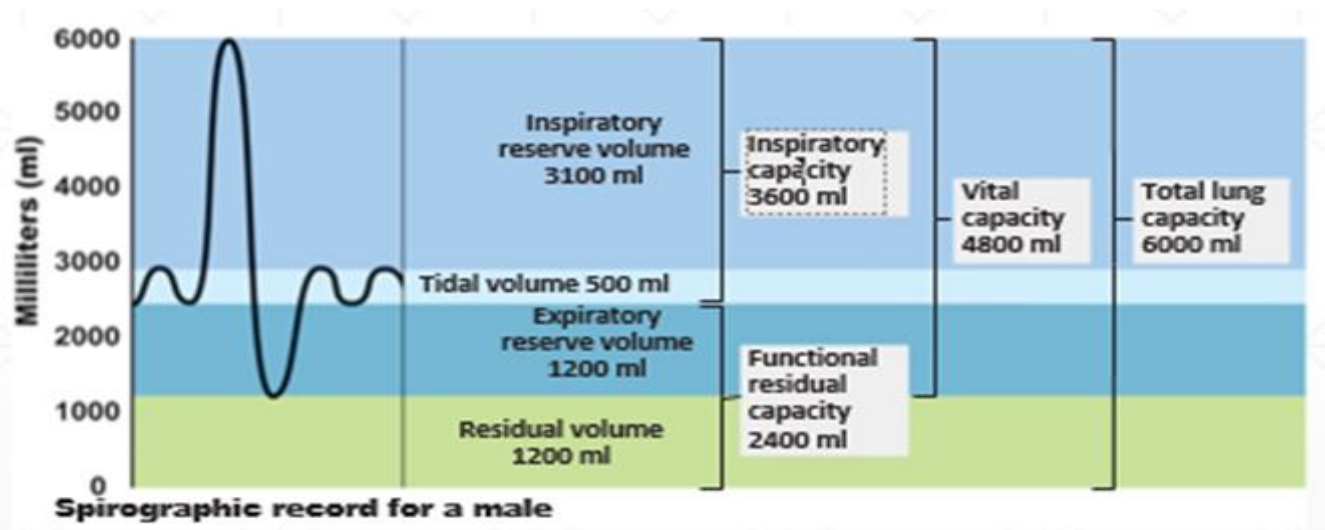 Milliliters (ml)
6000
5000
4000
3000
2000
1000
0
Inspiratory
reserve volume
3100 ml
Tidal volume 500 ml
Expiratory
reserve volume
1200 ml
Residual volume
1200 ml
Inspiratory
capacity
3600 ml
Functional
residual
capacity
2400 ml
Vital
capacity
4800 ml
Total lung
capacity
6000 ml
Spirographic record for a male